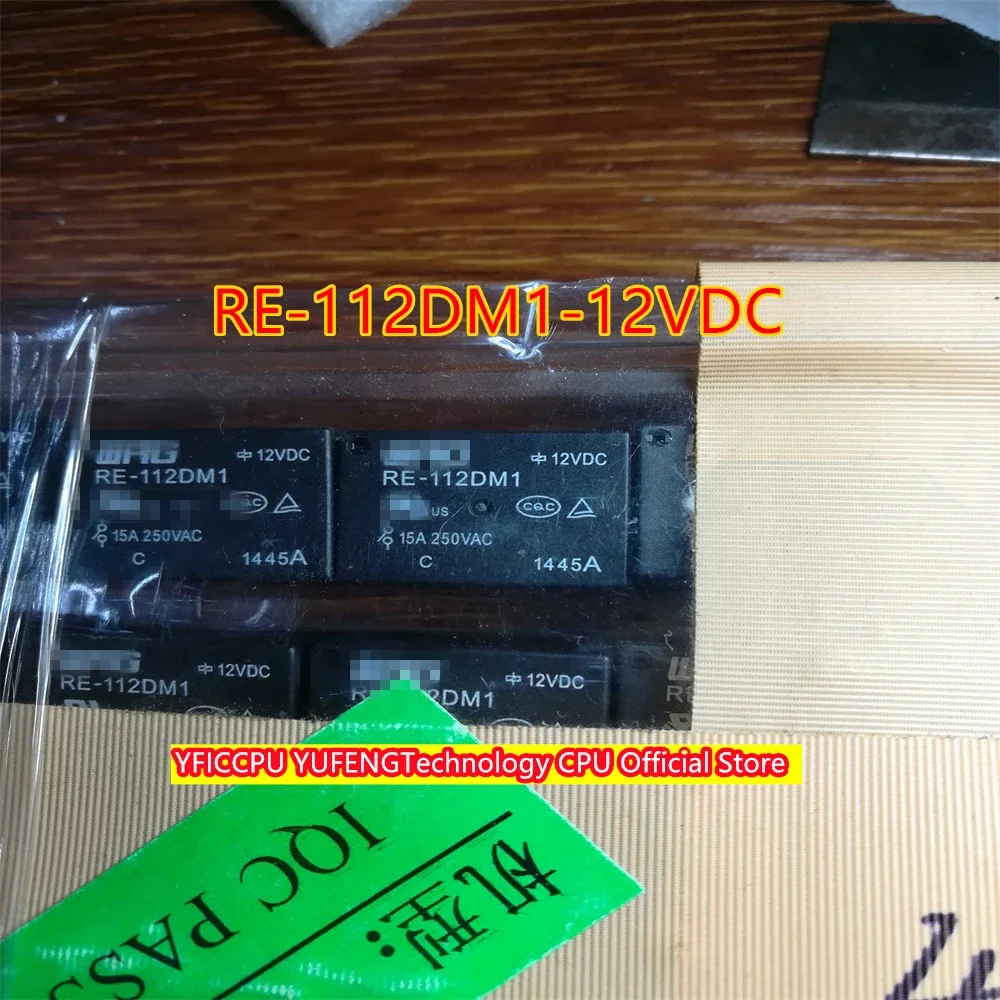 RE-112DM1-12VDC
12VDC
RE-112DM1
CQC
15A 250VAC
C
1445A
12VDC
RE-112DM1
US
CQC
15A 250VAC
C
1445A
12VDC
RE-112DM1
12VDC
YFICCPU YUFENGTechnology CPU Official Store
机型:
IQC PASS